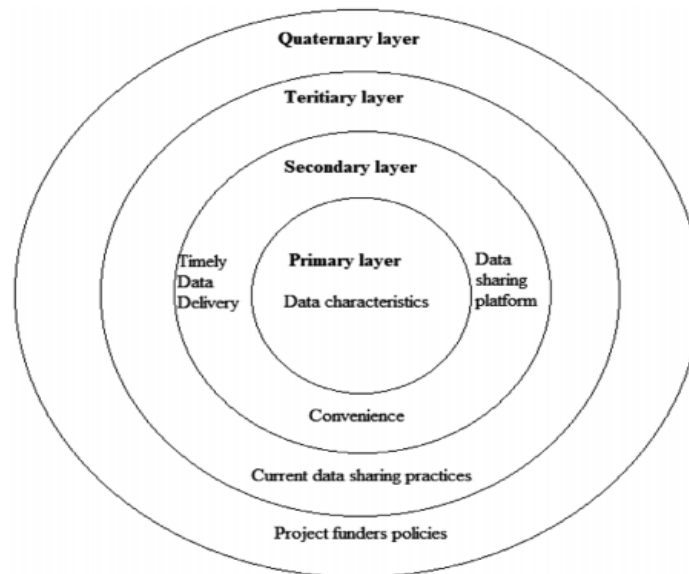 Quaternary layer
Teritiary layer
Secondary layer
Timely
Data
Delivery
Primary layer
Data characteristics
Data
sharing
platform
Convenience
Current data sharing practices
Project funders policies